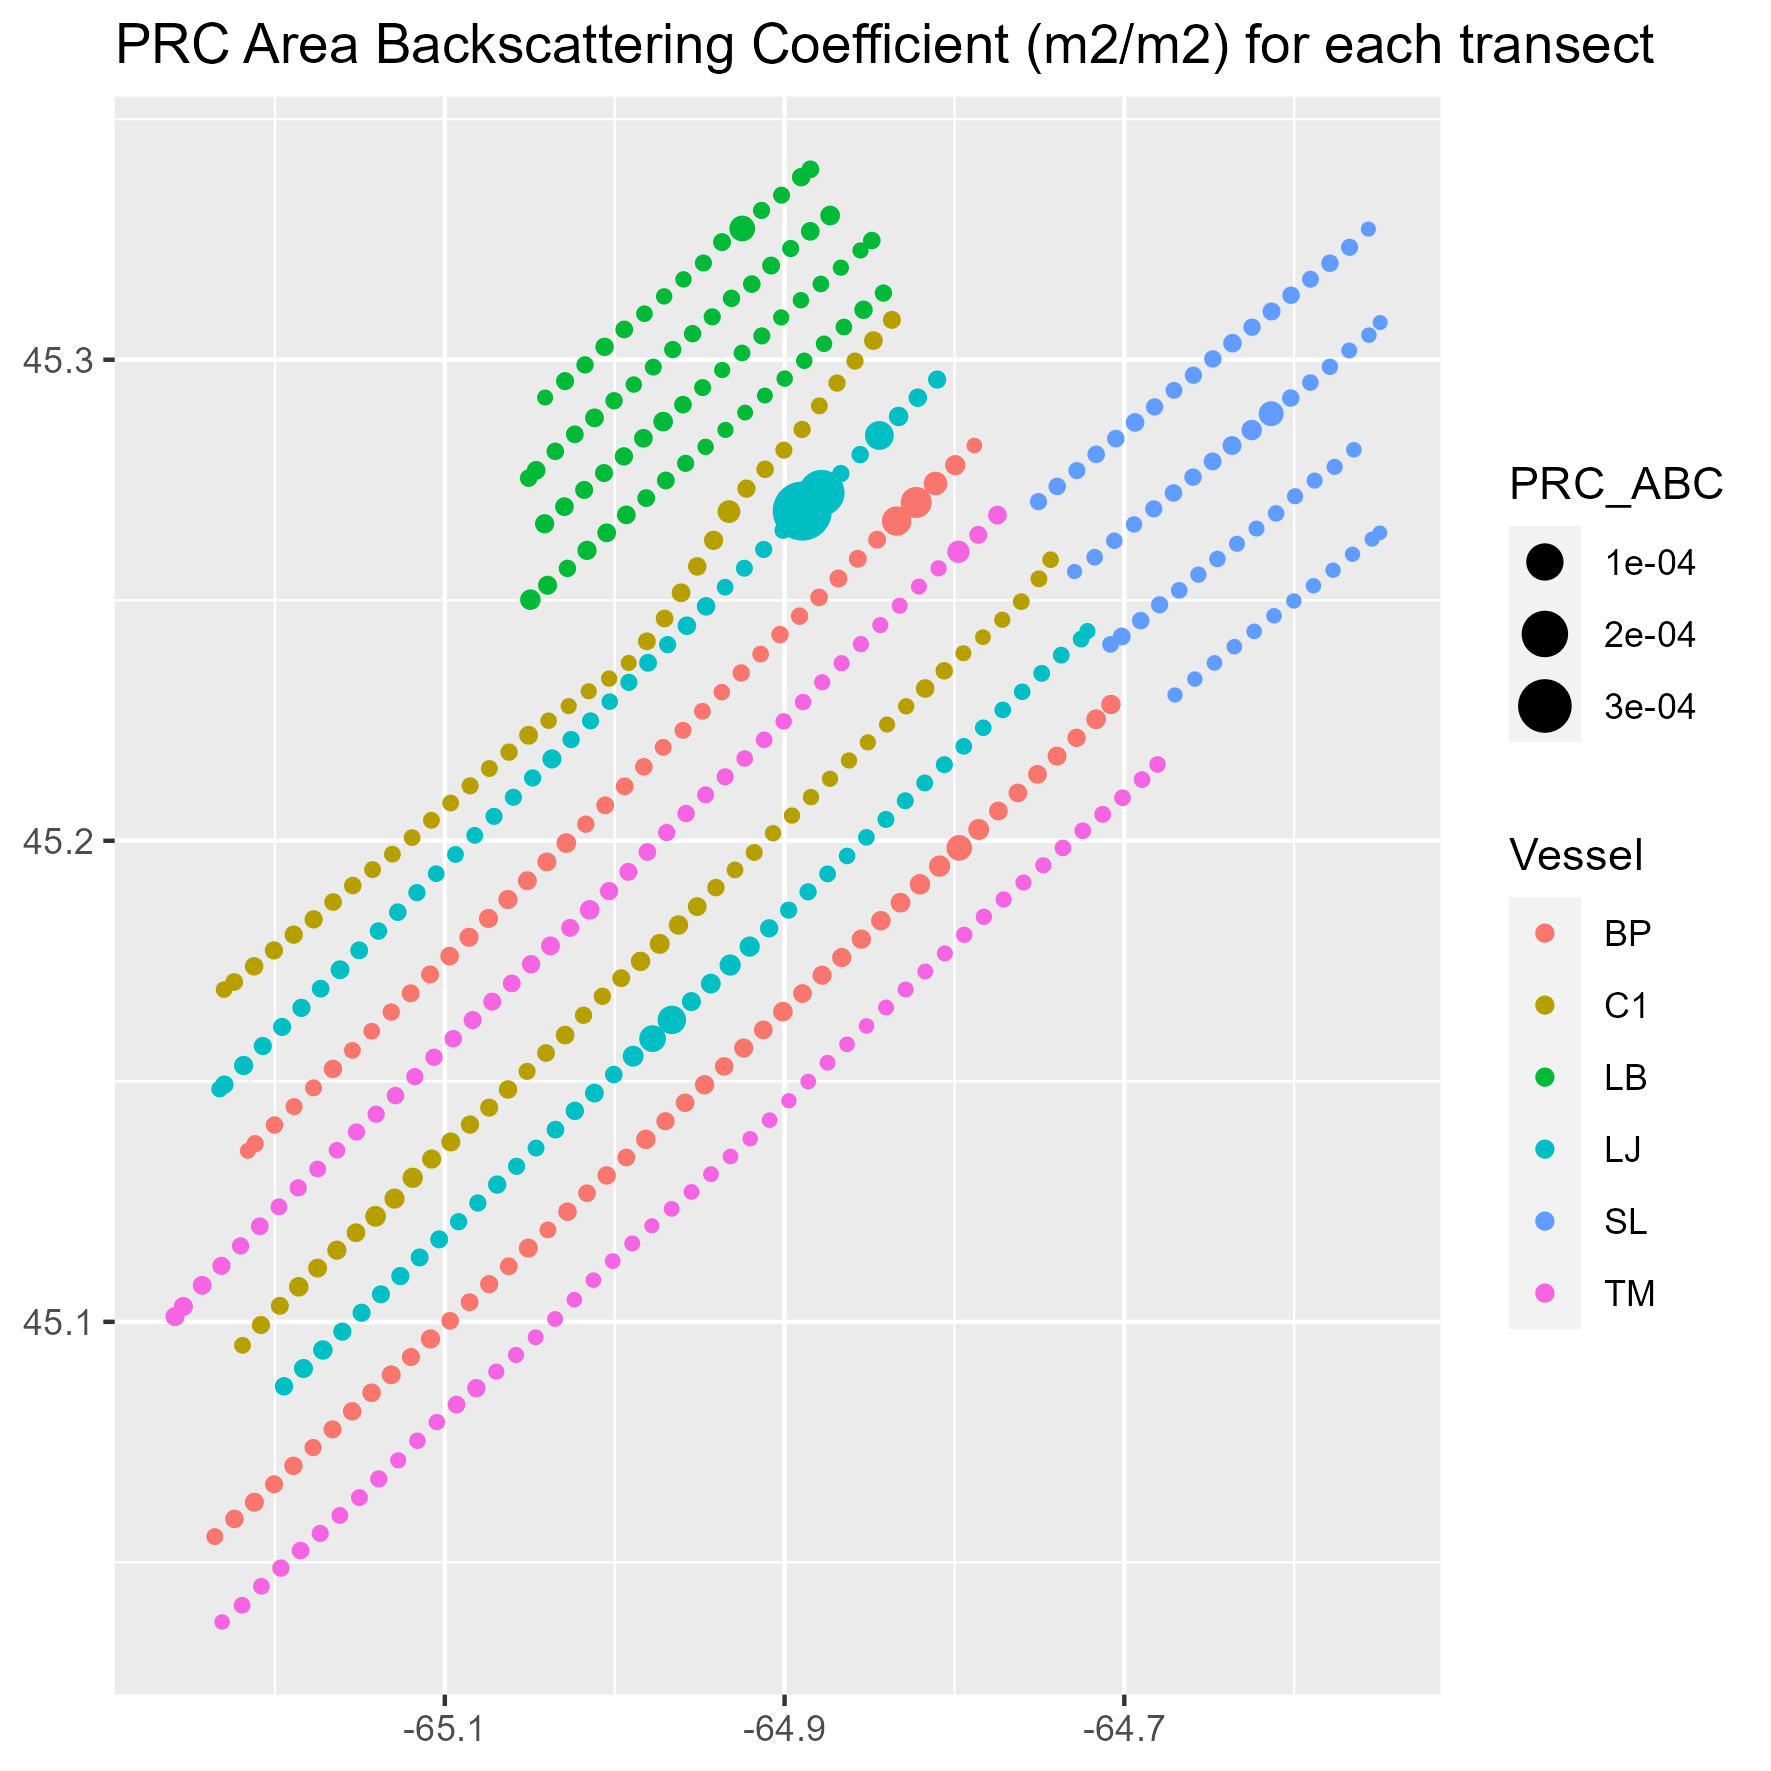 PRC Area Backscattering Coefficient (m2/m2) for each transect
45.3
45.2
45.1
-65.1
-64.9
-64.7
PRC_ABC
1e-04
2e-04
3e-04
Vessel
BP
C1
LB
LJ
SL
TM